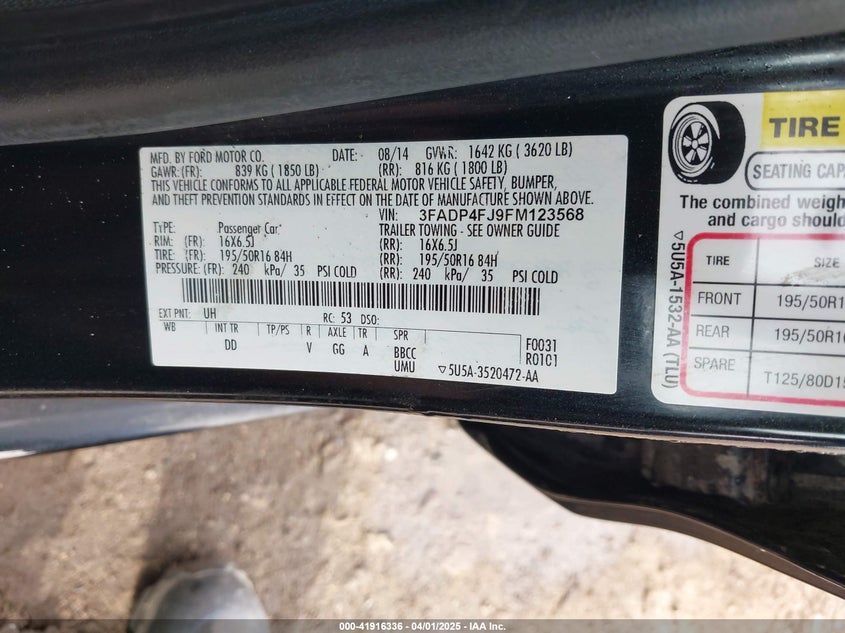 MFD. BY FORD MOTOR CO. DATE: 08/14 GVWR: 1642 KG ( 3620 LB)
GAWR: (FR): 839 KG ( 1850 LB) (RR): 816 KG ( 1800 LB)
THIS VEHICLE CONFORMS TO ALL APPLICABLE FEDERAL MOTOR VEHICLE SAFETY, BUMPER,
AND THEFT PREVENTION STANDARDS IN EFFECT ON THE DATE OF MANUFACTURE SHOWN ABOVE.
VIN: 3FADP4FJ9FM123568
TYPE: Passenger Car TRAILER TOWING - SEE OWNER GUIDE
RIM: (FR) 16X6.5J (RR): 16X6.5J
TIRE: (FR) 195/50R16 84H (RR): 195/50R16 84H
PRESSURE: (FR) 240 kPa/ 35 PSI COLD (RR): 240 kPa/ 35 PSI COLD
EXT PNT: UH RC: 53 DSO:
WB INT TR TP/PS R AXLE TR SPR
DD V GG A BBCC
UMU
F0031
R0101
▽5U5A-3520472-AA
TIRE
SEATING CAP
The combined weigh
and cargo should
TIRE SIZE
FRONT 195/50R1
REAR 195/50R16
SPARE T125/80D15
▽5U5A-1532-AA (TLU)
000-41916336 - 04/01/2025 - IAA Inc.